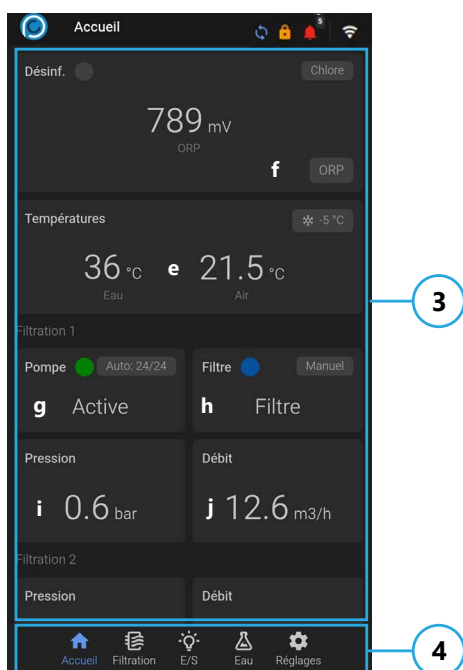 Accueil 5
Désinf. Chlore
789 mV
ORP
f ORP
Températures -5 °C
36 °C e 21.5 °C
Eau Air
Filtration 1
Pompe Auto: 24/24 Filtre Manuel
g Active h Filtre
Pression Débit
i 0.6 bar j 12.6 m3/h
Filtration 2
Pression Débit
Accueil Filtration E/S Eau Réglages
3
4